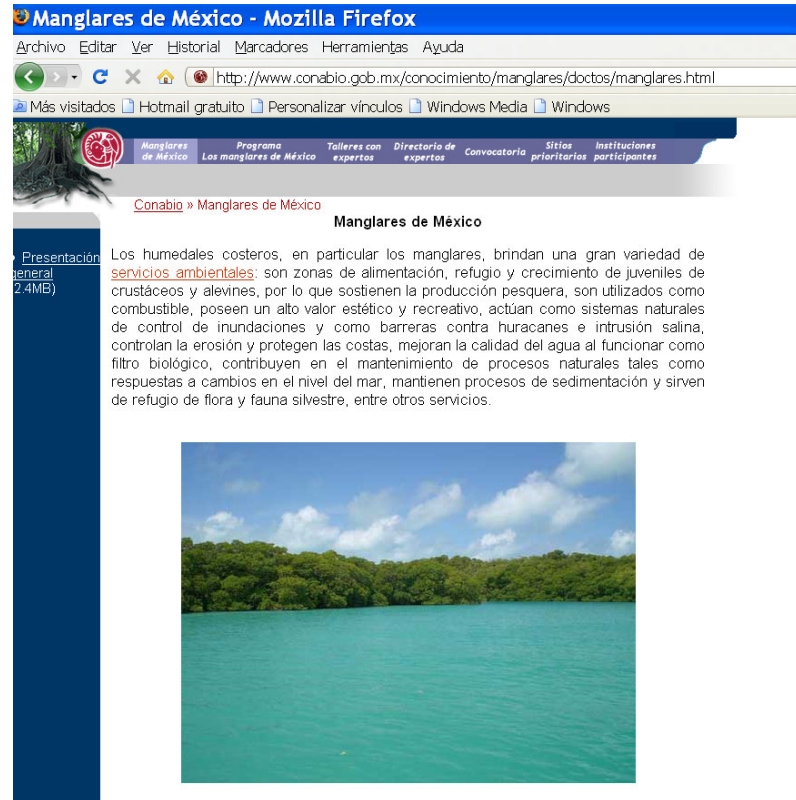 Manglares de México - Mozilla Firefox
Archivo Editar Ver Historial Marcadores Herramientas Ayuda
http://www.conabio.gob.mx/conocimiento/manglares/doctos/manglares.html
Más visitados Hotmail gratuito Personalizar vínculos Windows Media Windows
Manglares de México
Programa Los manglares de México
Talleres con expertos
Directorio de expertos
Convocatoria
Sitios prioritarios
Instituciones participantes
Conabio » Manglares de México
Manglares de México
Presentación
general
2.4MB)
Los humedales costeros, en particular los manglares, brindan una gran variedad de
servicios ambientales: son zonas de alimentación, refugio y crecimiento de juveniles de
crustáceos y alevines, por lo que sostienen la producción pesquera, son utilizados como
combustible, poseen un alto valor estético y recreativo, actúan como sistemas naturales
de control de inundaciones y como barreras contra huracanes e intrusión salina,
controlan la erosión y protegen las costas, mejoran la calidad del agua al funcionar como
filtro biológico, contribuyen en el mantenimiento de procesos naturales tales como
respuestas a cambios en el nivel del mar, mantienen procesos de sedimentación y sirven
de refugio de flora y fauna silvestre, entre otros servicios.